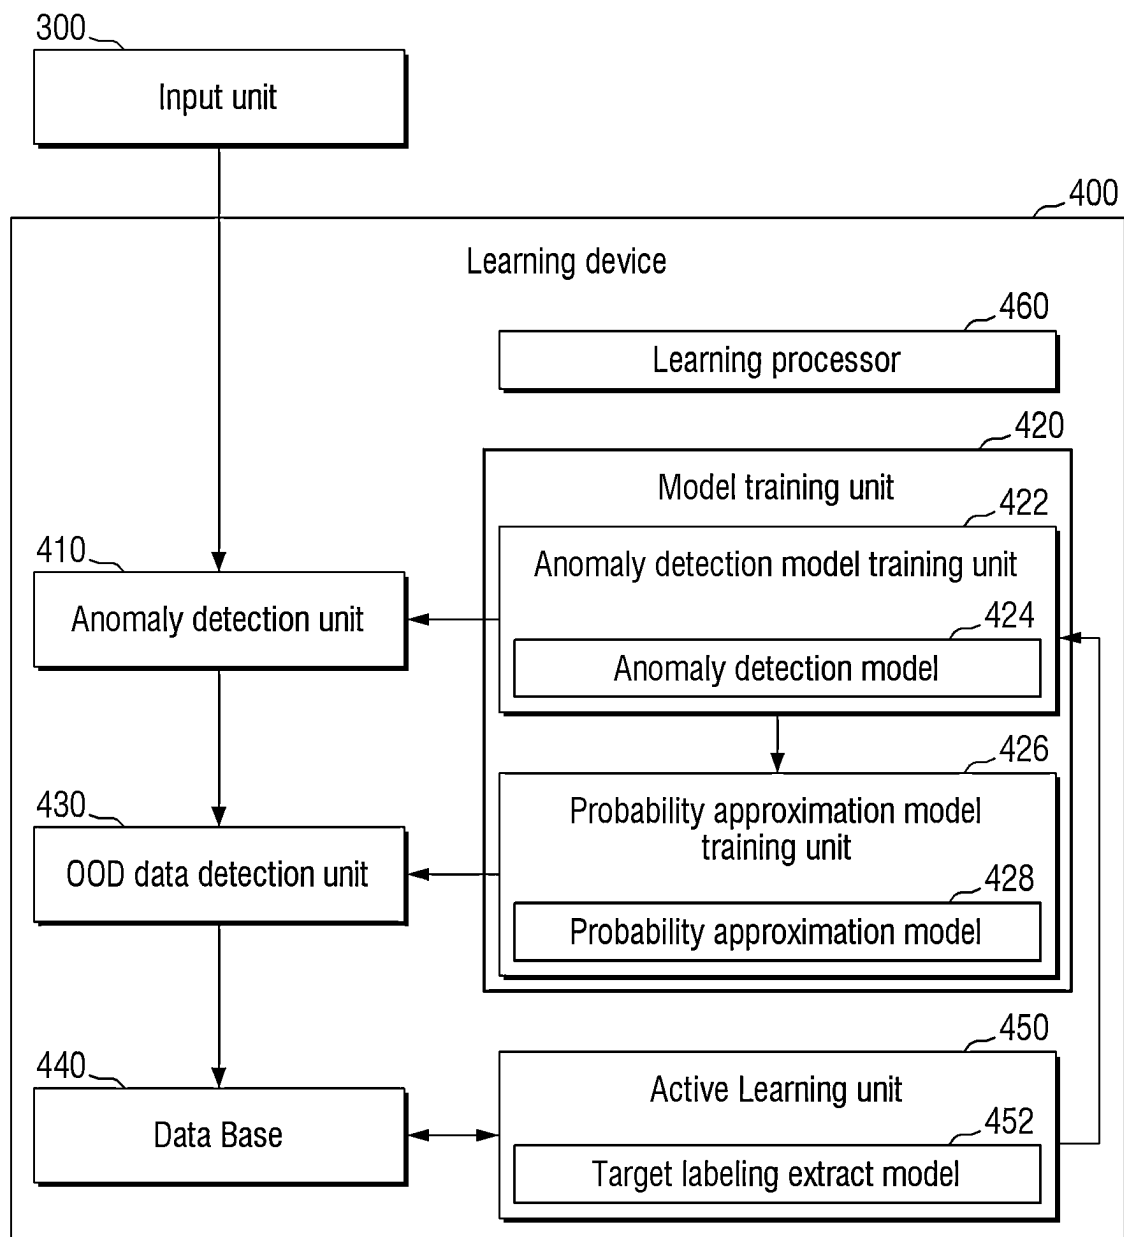 300
Input unit
400
Learning device
460
Learning processor
420
Model training unit
422
Anomaly detection model training unit
424
Anomaly detection model
410
Anomaly detection unit
426
Probability approximation model
training unit
428
Probability approximation model
430
OOD data detection unit
450
Active Learning unit
452
Target labeling extract model
440
Data Base